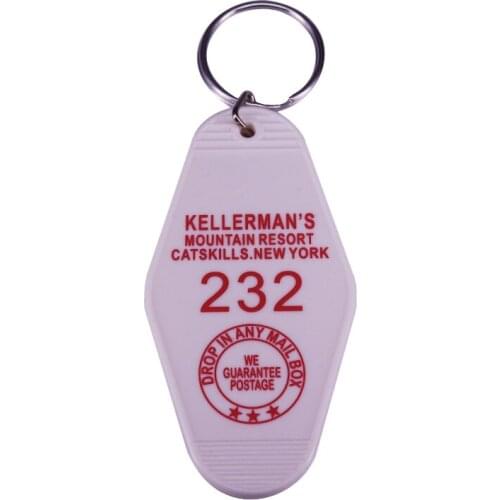 KELLERMAN'S
MOUNTAIN RESORT
CATSKILLS.NEW YORK
232
DROP IN ANY MAIL BOX
WE
GUARANTEE
POSTAGE